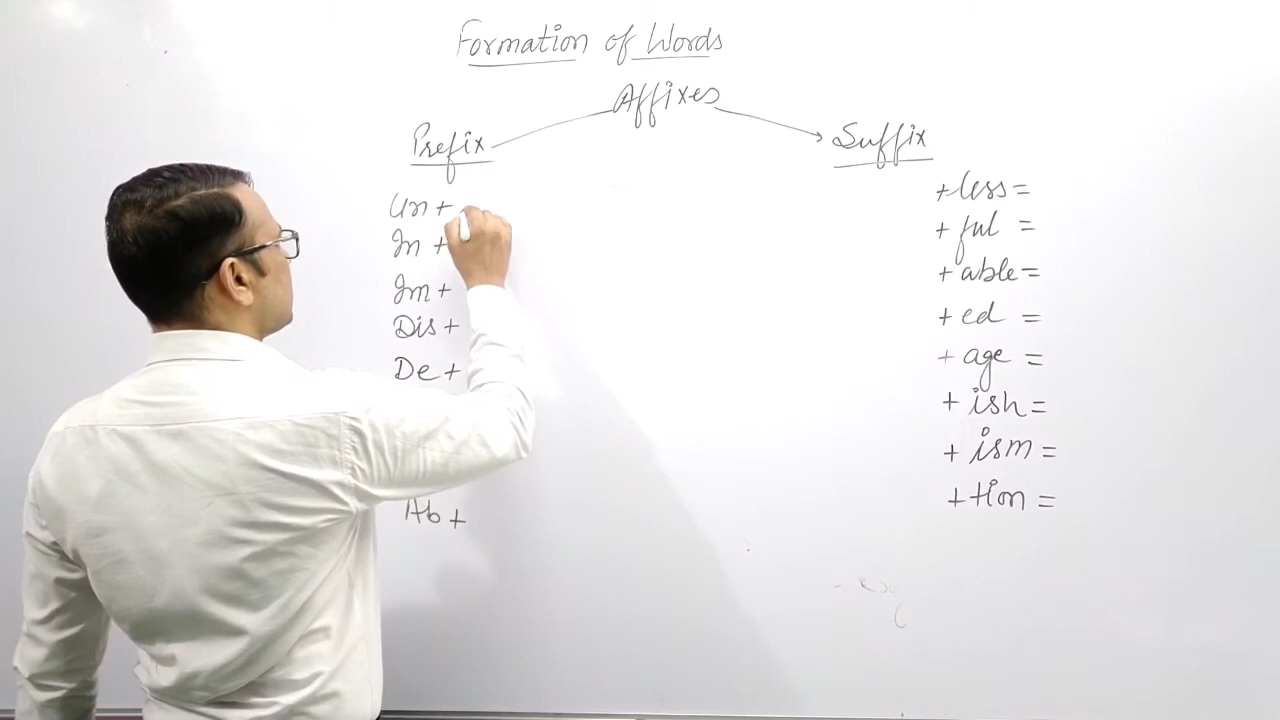 Formation of Words
Affixes
Prefix
Suffix
Un +
In +
Im +
Dis +
De +
Ab +
+ less =
+ ful =
+ able =
+ ed =
+ age =
+ ish =
+ ism =
+ tion =